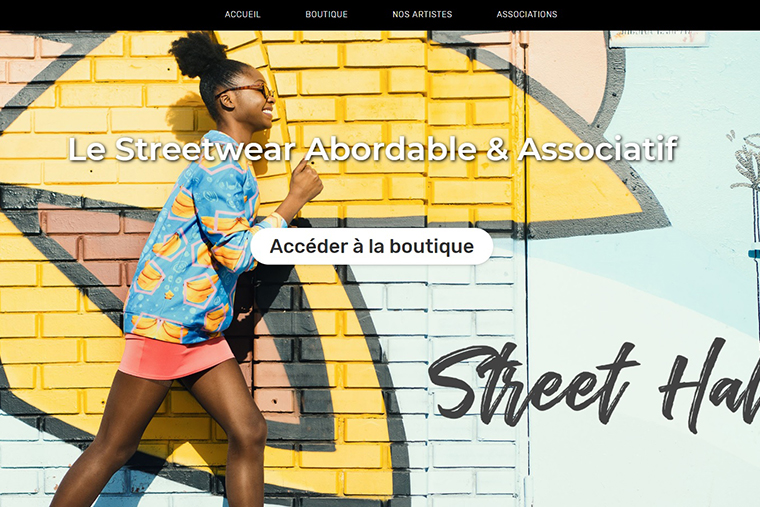 ACCUEIL BOUTIQUE NOS ARTISTES ASSOCIATIONS
Le Streetwear Abordable & Associatif
Accéder à la boutique
Street Hal